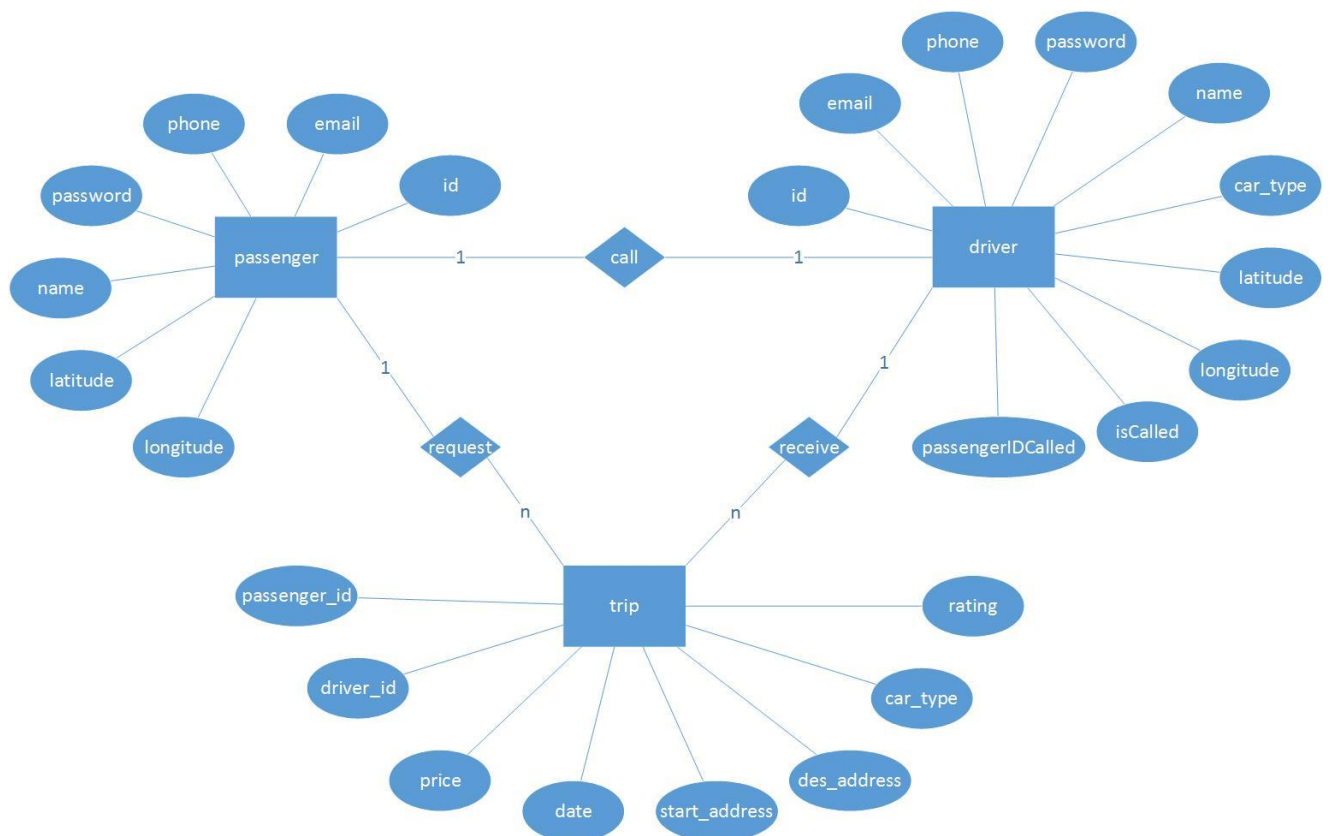 phone
password
email
name
phone
email
id
car_type
password
id
passenger
1
call
1
driver
name
latitude
latitude
longitude
1
1
longitude
request
receive
passengerIDCalled
isCalled
n
n
passenger_id
trip
rating
driver_id
car_type
price
date
start_address
des_address